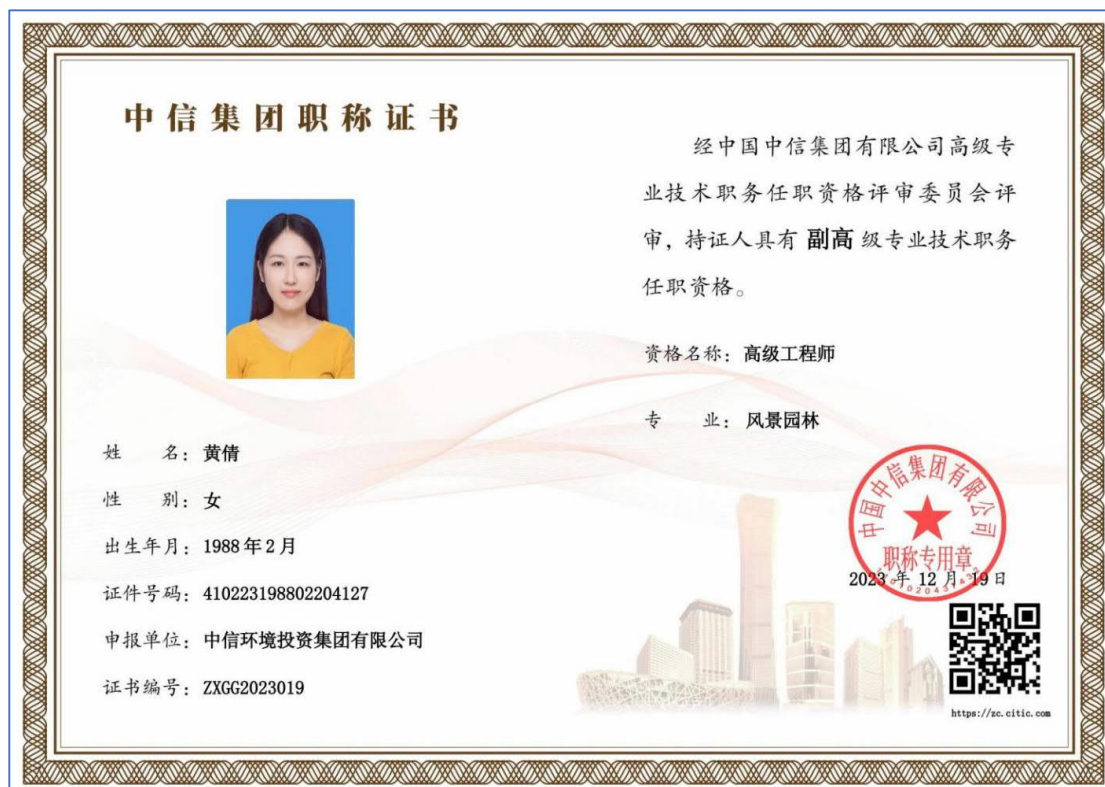 中信集团职称证书
姓　　名：黄倩
性　　别：女
出生年月：1988年2月
证件号码：410223198802204127
申报单位：中信环境投资集团有限公司
证书编号：ZXGG2023019
经中国中信集团有限公司高级专
业技术职务任职资格评审委员会评
审，持证人具有 副高 级专业技术职务
任职资格。
资格名称：高级工程师
专　　业：风景园林
中国中信集团有限公司
职称专用章
2023 年 12 月 19日
https://zc.citic.com